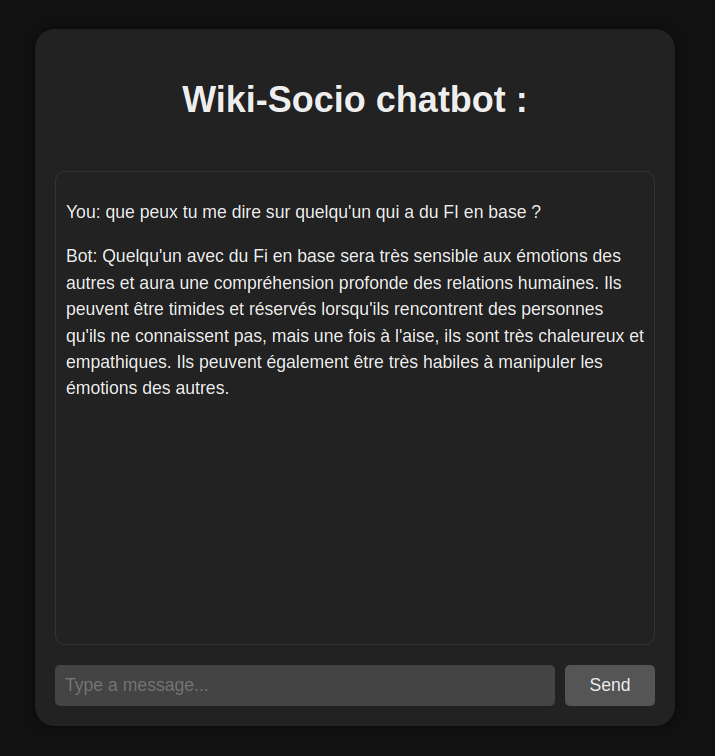 Wiki-Socio chatbot :
You: que peux tu me dire sur quelqu'un qui a du FI en base ?
Bot: Quelqu'un avec du Fi en base sera très sensible aux émotions des
autres et aura une compréhension profonde des relations humaines. Ils
peuvent être timides et réservés lorsqu'ils rencontrent des personnes
qu'ils ne connaissent pas, mais une fois à l'aise, ils sont très chaleureux et
empathiques. Ils peuvent également être très habiles à manipuler les
émotions des autres.
Type a message...
Send